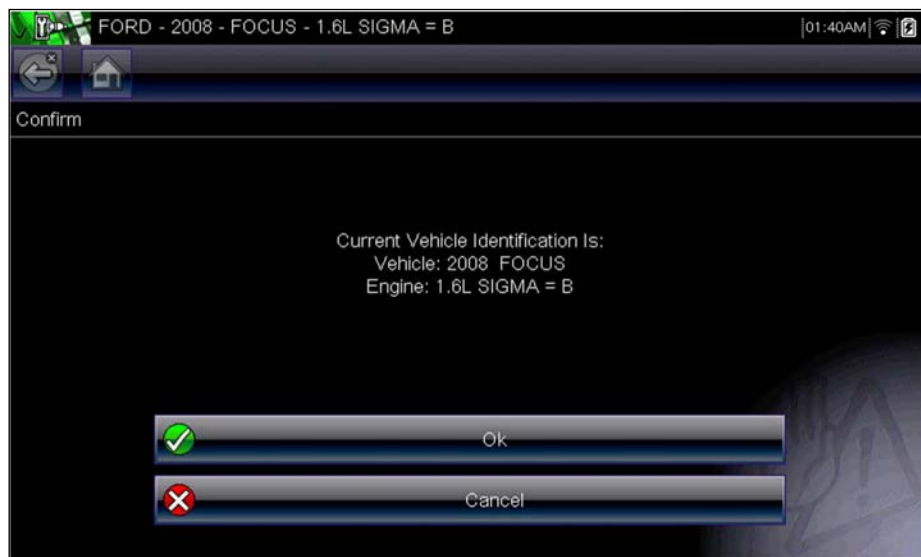 FORD - 2008 - FOCUS - 1.6L SIGMA = B
01:40AM
Confirm
Current Vehicle Identification Is:
Vehicle: 2008 FOCUS
Engine: 1.6L SIGMA = B
Ok
Cancel